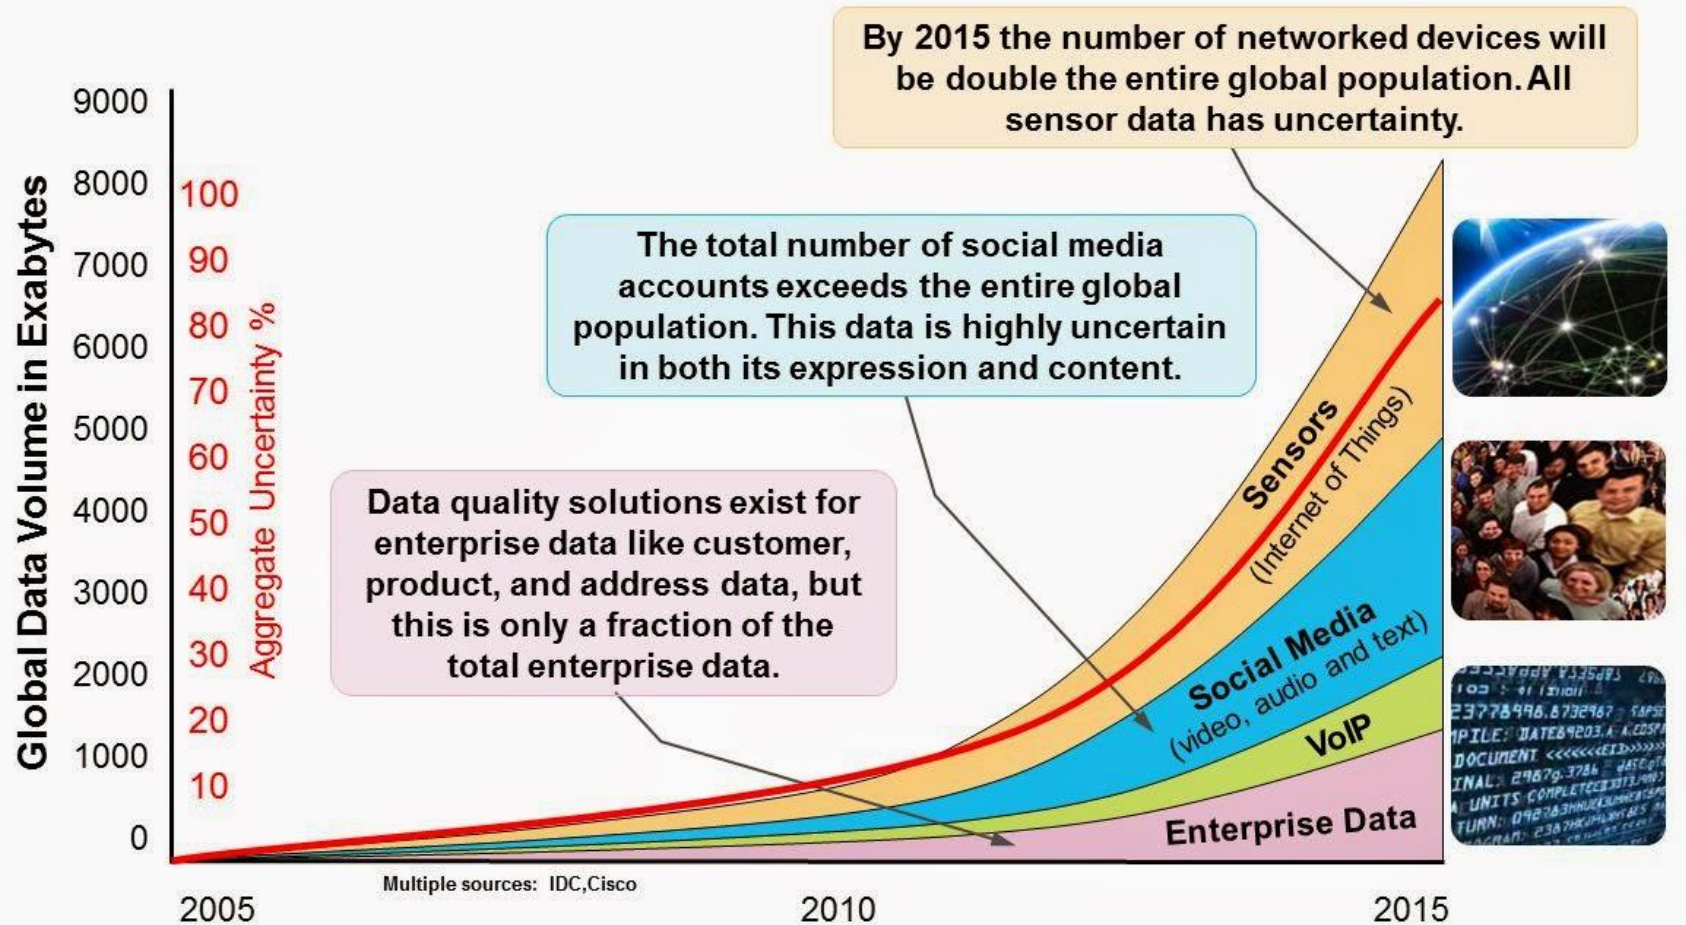 By 2015 the number of networked devices will
be double the entire global population. All
sensor data has uncertainty.
The total number of social media
accounts exceeds the entire global
population. This data is highly uncertain
in both its expression and content.
Data quality solutions exist for
enterprise data like customer,
product, and address data, but
this is only a fraction of the
total enterprise data.
Global Data Volume in Exabytes
9000
8000
7000
6000
5000
4000
3000
2000
1000
0
Aggregate Uncertainty %
100
90
80
70
60
50
40
30
20
10
Sensors
(Internet of Things)
Social Media
(video, audio and text)
VoIP
Enterprise Data
Multiple sources: IDC,Cisco
2005
2010
2015
DOCUMENT